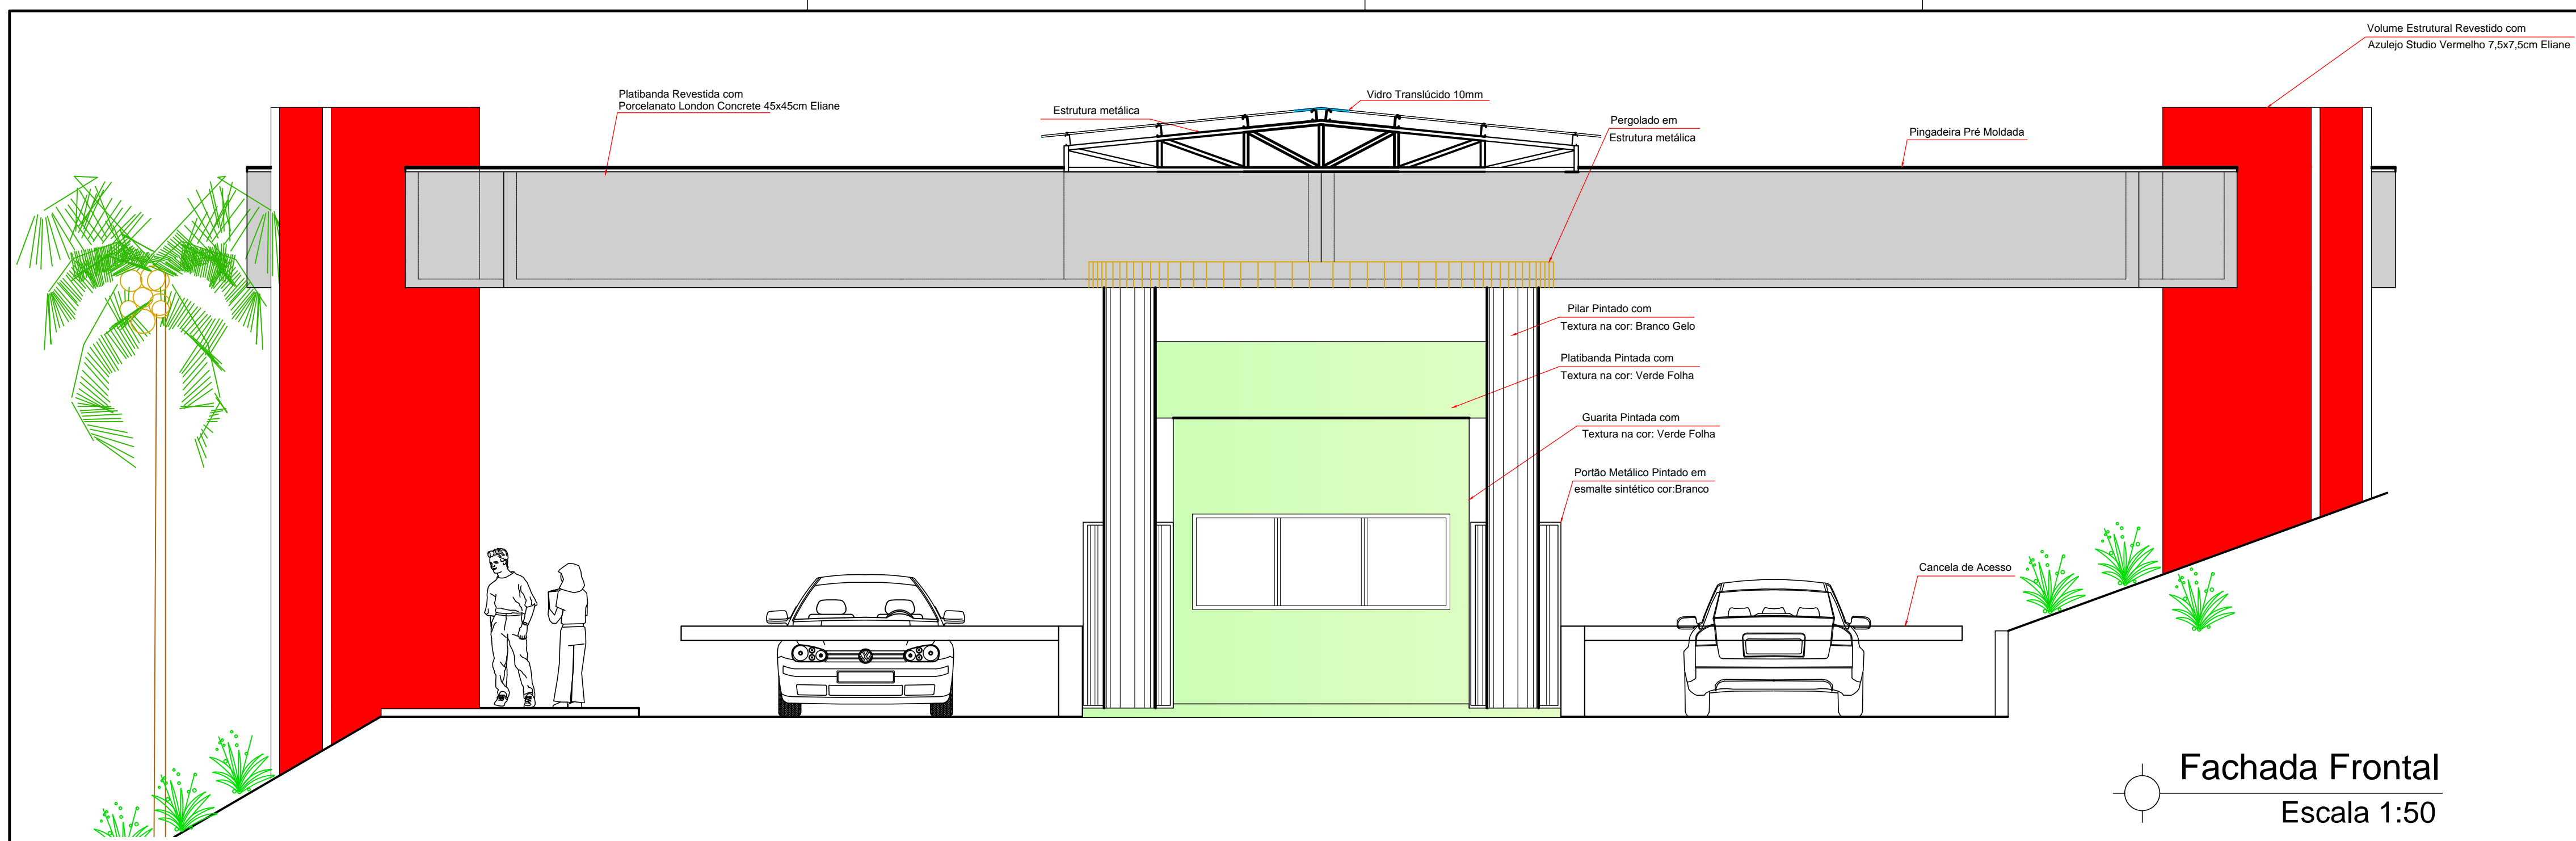 Volume Estrutural Revestido com
Azulejo Studio Vermelho 7,5x7,5cm Eliane
Platibanda Revestida com
Porcelanato London Concrete 45x45cm Eliane
Estrutura metálica
Vidro Translúcido 10mm
Pergolado em
Estrutura metálica
Pingadeira Pré Moldada
Pilar Pintado com
Textura na cor: Branco Gelo
Platibanda Pintada com
Textura na cor: Verde Folha
Guarita Pintada com
Textura na cor: Verde Folha
Portão Metálico Pintado em
esmalte sintético cor:Branco
Cancela de Acesso
Fachada Frontal
Escala 1:50